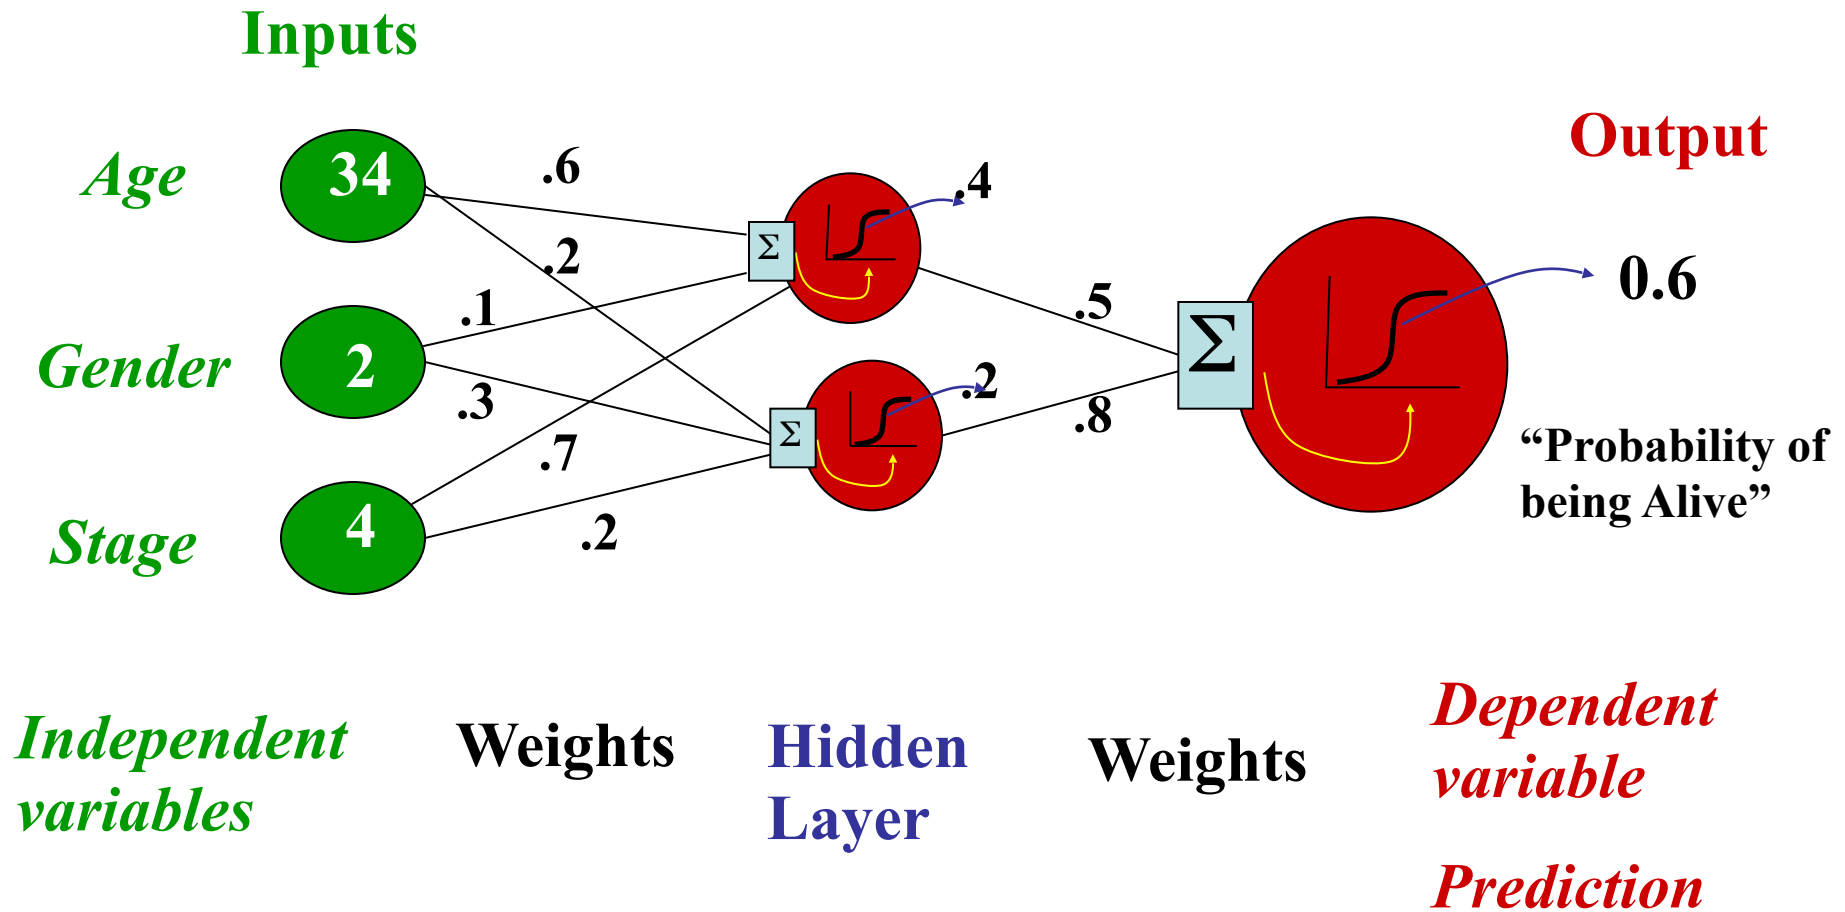 Inputs
Output
Age
34
.6
.4
Σ
.2
0.6
.1
.5
Σ
Gender
2
.3
.2
.8
Σ
.7
“Probability of
being Alive”
Stage
4
.2
Independent
variables
Weights
Hidden
Layer
Weights
Dependent
variable
Prediction